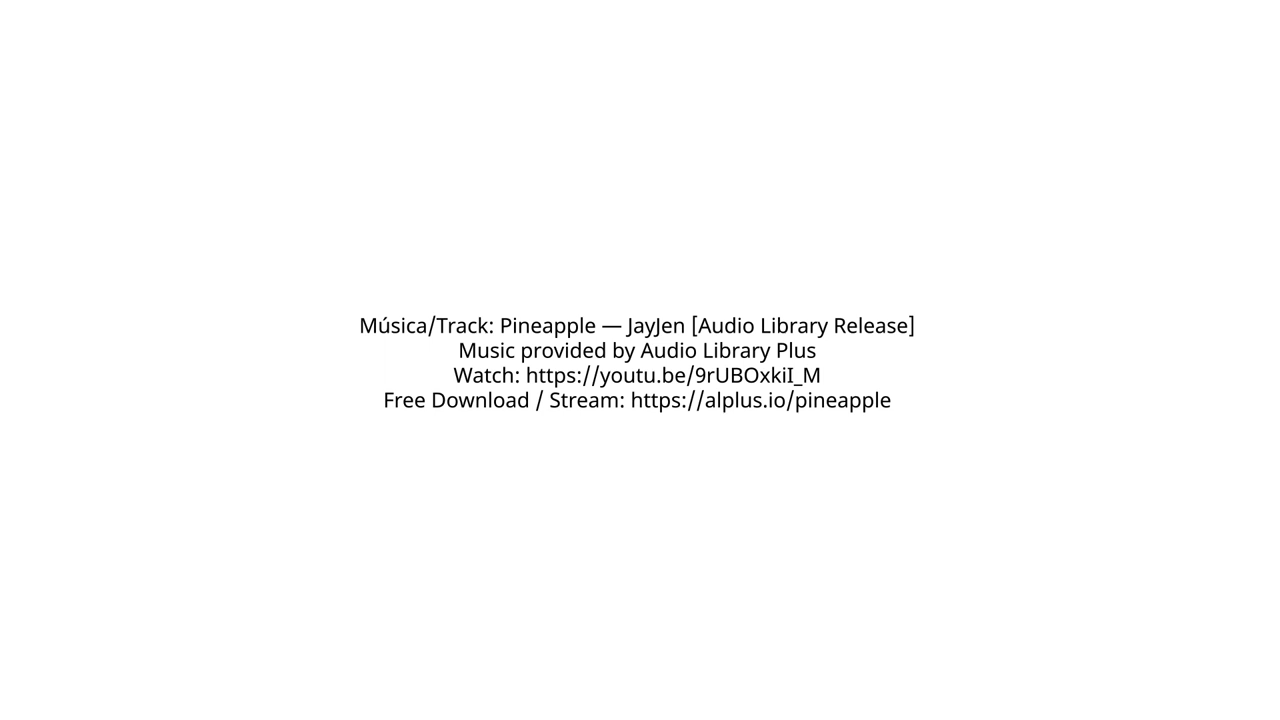 Música/Track: Pineapple — JayJen [Audio Library Release]
Music provided by Audio Library Plus
Watch: https://youtu.be/9rUBOxkiI_M
Free Download / Stream: https://alplus.io/pineapple